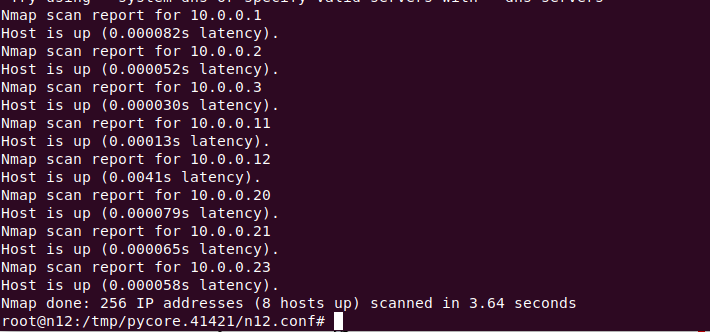 Nmap scan report for 10.0.0.1
Host is up (0.000082s latency).
Nmap scan report for 10.0.0.2
Host is up (0.000052s latency).
Nmap scan report for 10.0.0.3
Host is up (0.000030s latency).
Nmap scan report for 10.0.0.11
Host is up (0.00013s latency).
Nmap scan report for 10.0.0.12
Host is up (0.0041s latency).
Nmap scan report for 10.0.0.20
Host is up (0.000079s latency).
Nmap scan report for 10.0.0.21
Host is up (0.000065s latency).
Nmap scan report for 10.0.0.23
Host is up (0.000058s latency).
Nmap done: 256 IP addresses (8 hosts up) scanned in 3.64 seconds
root@n12:/tmp/pycore.41421/n12.conf#